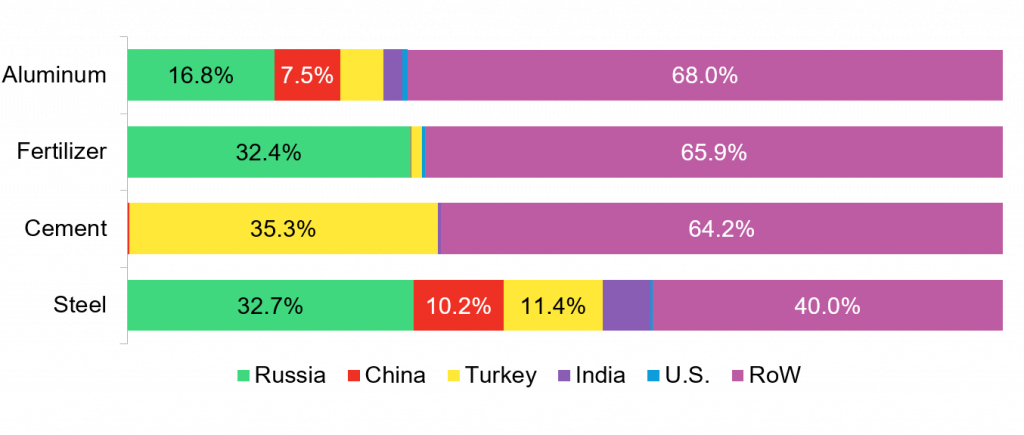 Aluminum 16.8% 7.5% 68.0%
Fertilizer 32.4% 65.9%
Cement 35.3% 64.2%
Steel 32.7% 10.2% 11.4% 40.0%
Russia China Turkey India U.S. RoW